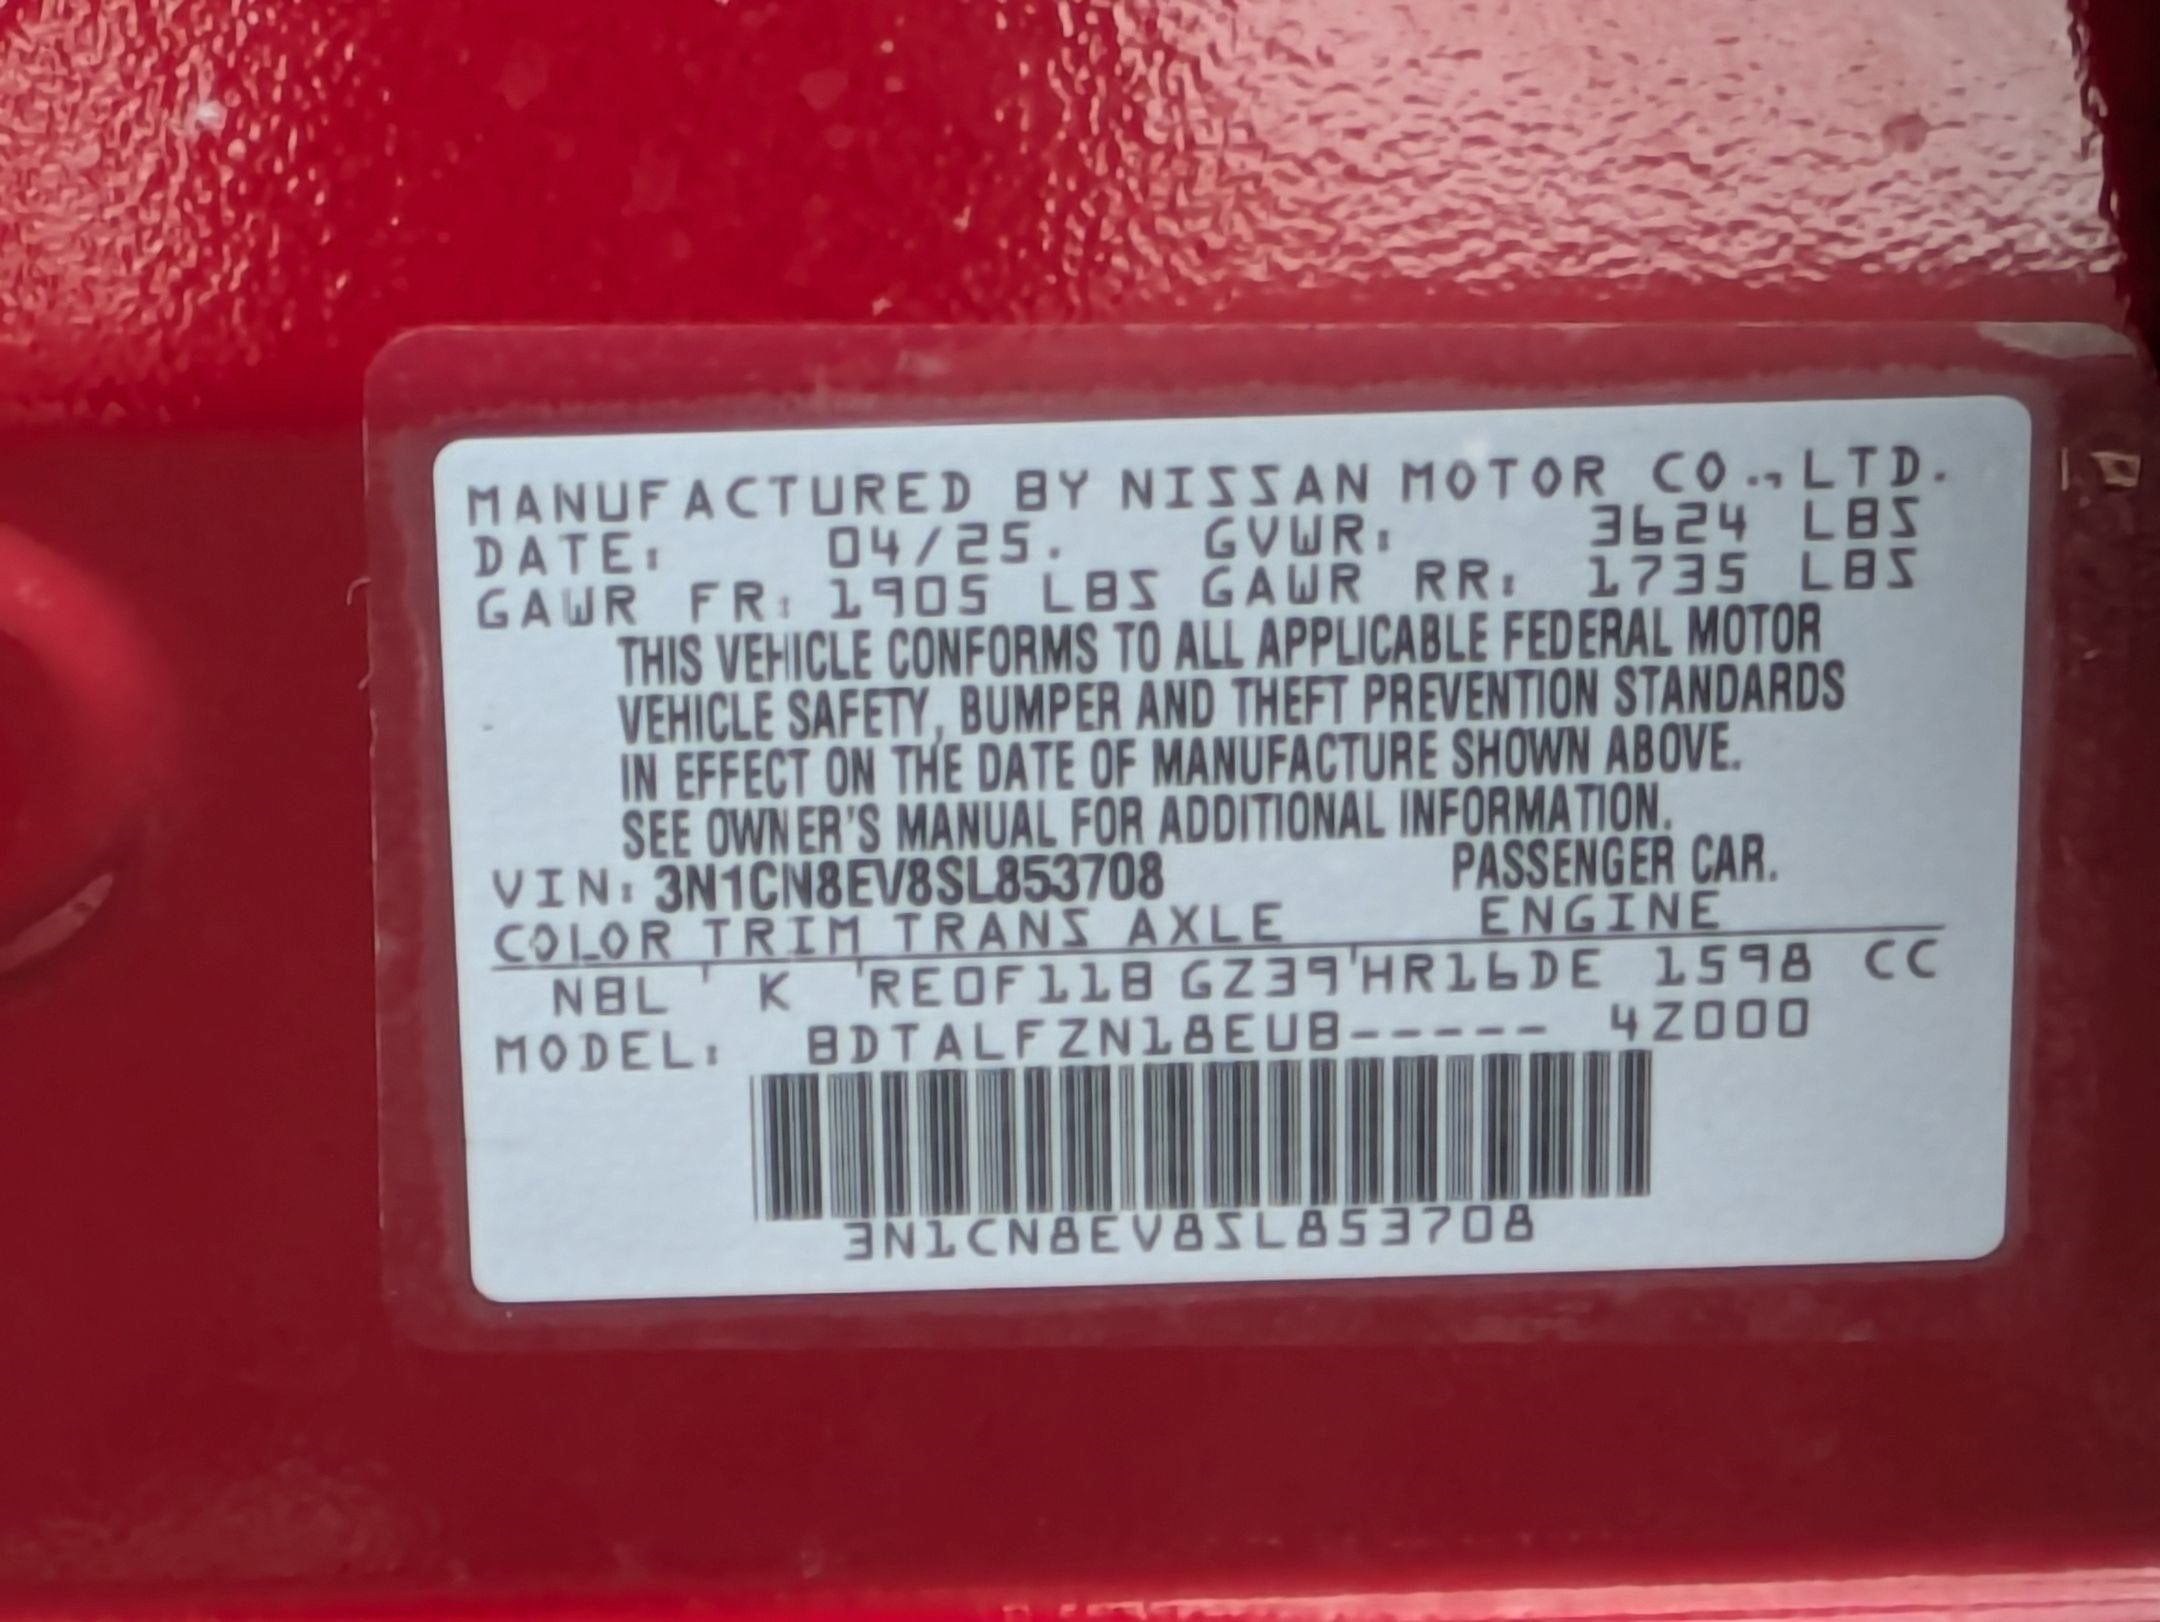 MANUFACTURED BY NISSAN MOTOR CO., LTD.
DATE: 04/25. GVWR: 3624 LBS
GAWR FR: 1905 LBS GAWR RR: 1735 LBS
THIS VEHICLE CONFORMS TO ALL APPLICABLE FEDERAL MOTOR
VEHICLE SAFETY, BUMPER AND THEFT PREVENTION STANDARDS
IN EFFECT ON THE DATE OF MANUFACTURE SHOWN ABOVE.
SEE OWNER'S MANUAL FOR ADDITIONAL INFORMATION.
VIN: 3N1CN8EV8SL853708 PASSENGER CAR.
COLOR TRIM TRANS AXLE ENGINE
NBL K RE0F11B GZ39 HR16DE 1598 CC
MODEL: BDTALFZN18EUB----- 4Z000
3N1CN8EV8SL853708